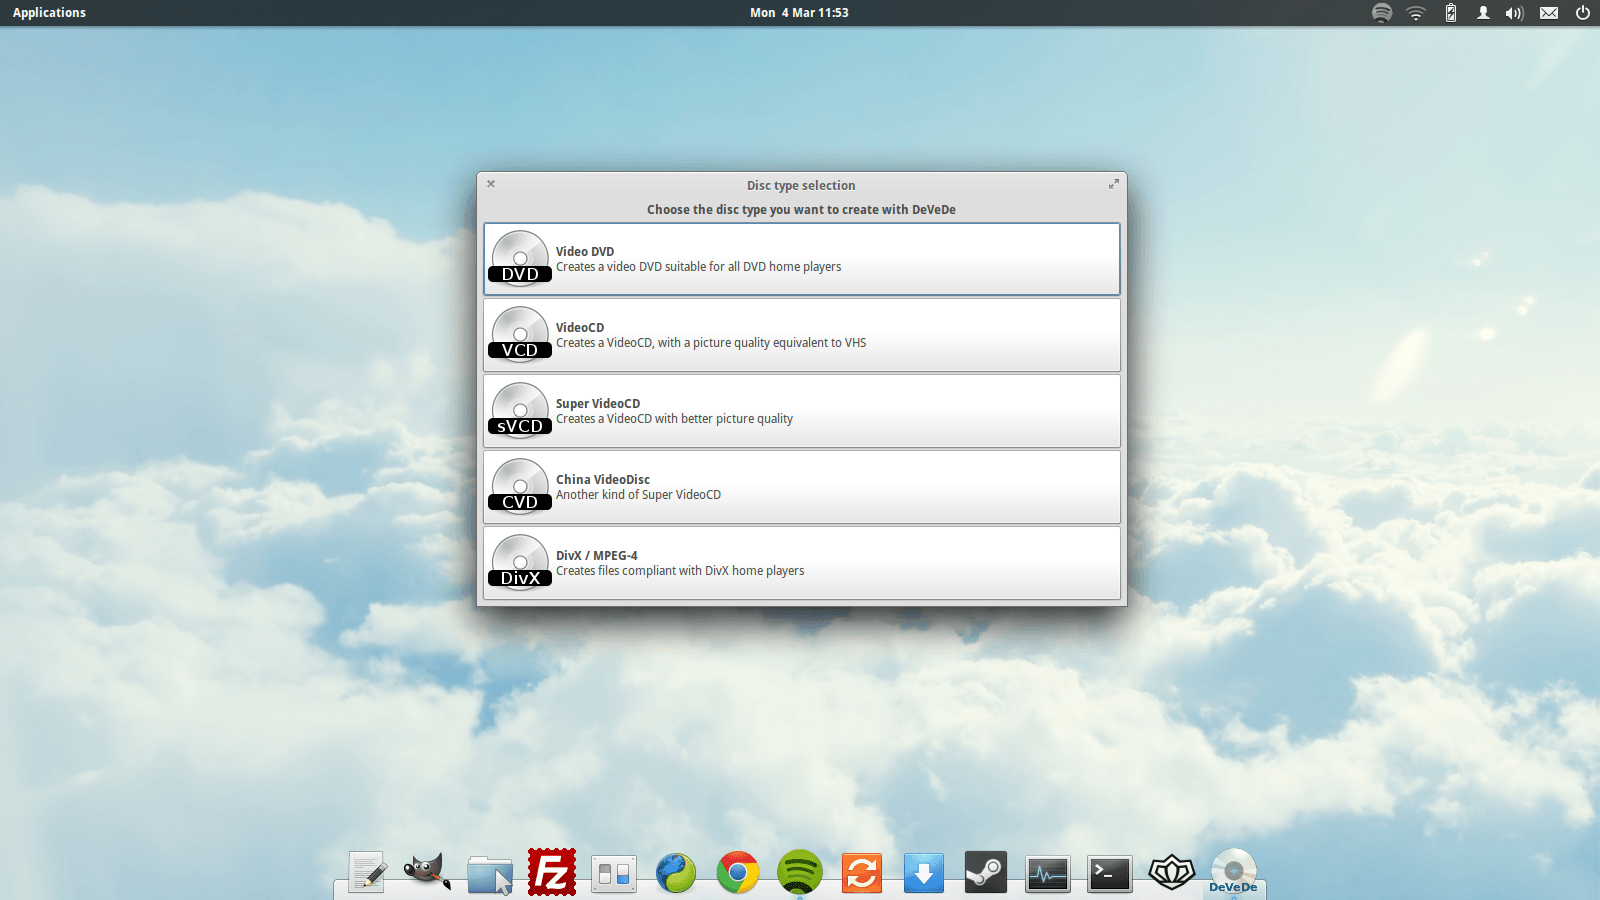 Applications
Mon 4 Mar 11:53
Disc type selection
Choose the disc type you want to create with DeVeDe
DVD
Video DVD
Creates a video DVD suitable for all DVD home players
VCD
VideoCD
Creates a VideoCD, with a picture quality equivalent to VHS
sVCD
Super VideoCD
Creates a VideoCD with better picture quality
CVD
China VideoDisc
Another kind of Super VideoCD
DivX
DivX / MPEG-4
Creates files compliant with DivX home players
Fz
>_
DeVeDe